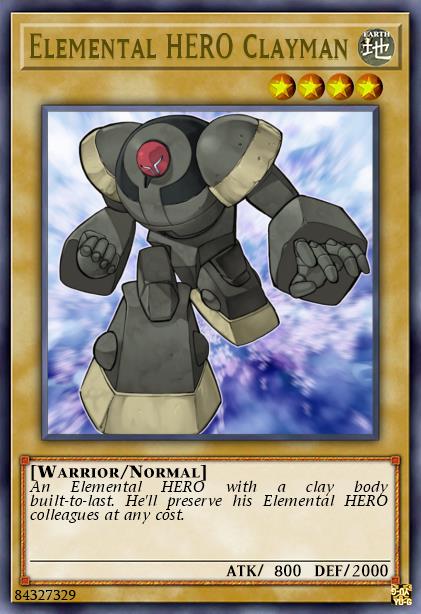 ELEMENTAL HERO CLAYMAN
EARTH
地
[WARRIOR/NORMAL]
An Elemental HERO with a clay body
built-to-last. He'll preserve his Elemental HERO
colleagues at any cost.
ATK/ 800 DEF/2000
84327329